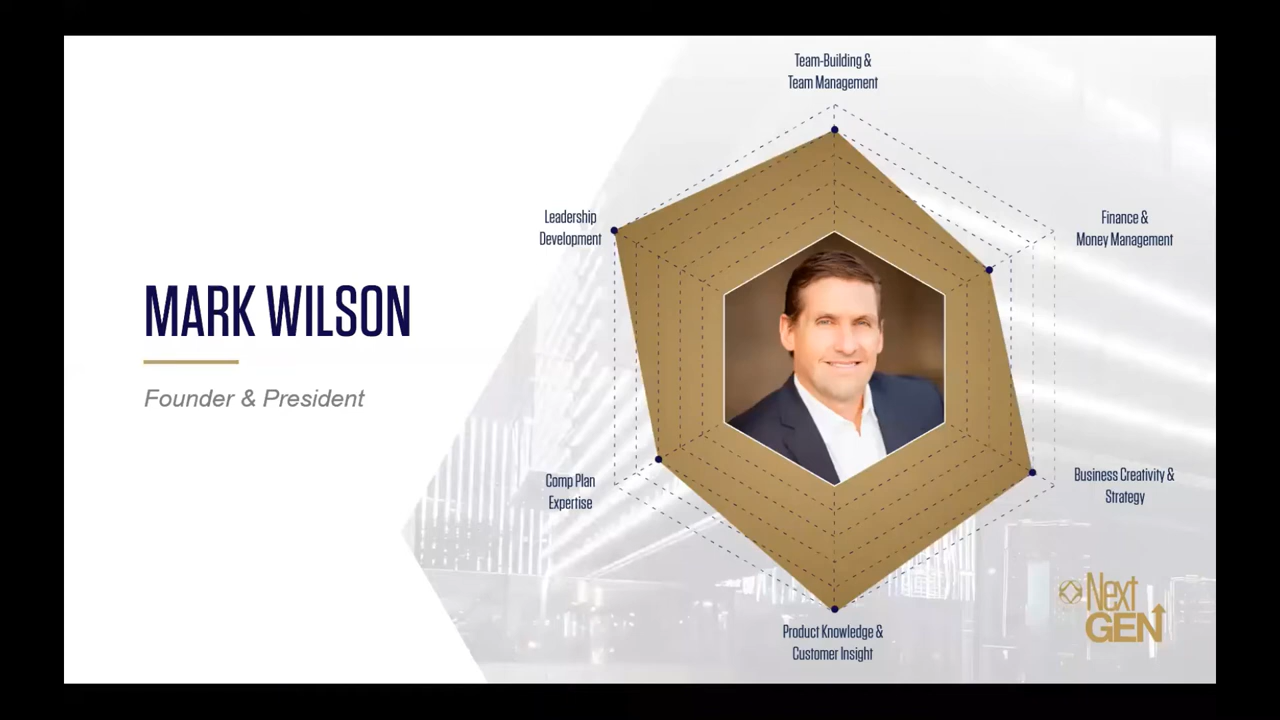 Team-Building &
Team Management
Leadership
Development
Finance &
Money Management
MARK WILSON
Founder & President
Comp Plan
Expertise
Business Creativity &
Strategy
Product Knowledge &
Customer Insight
Next
GEN